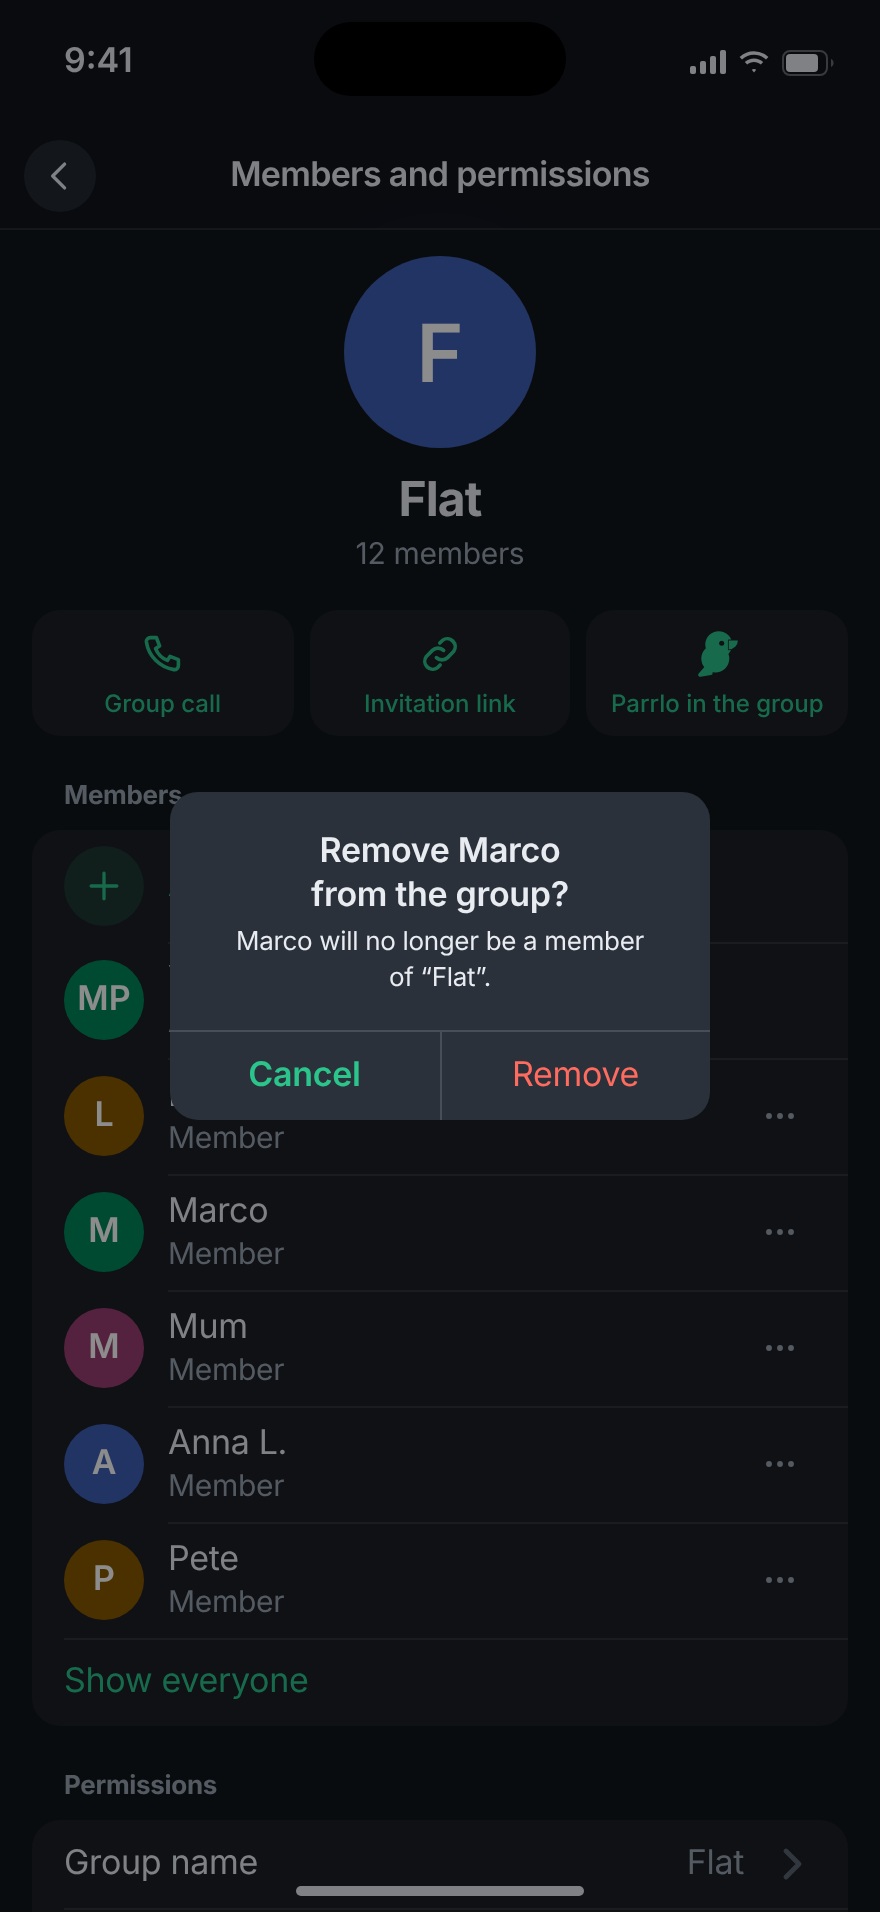 9:41
Members and permissions
F
Flat
12 members
Group call
Invitation link
Parrlo in the group
Members
Remove Marco
from the group?
Marco will no longer be a member
of “Flat”.
Cancel
Remove
MP
L
Member
M
Marco
Member
M
Mum
Member
A
Anna L.
Member
P
Pete
Member
Show everyone
Permissions
Group name
Flat